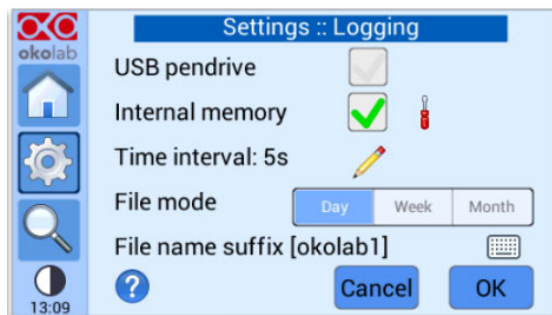 Settings :: Logging
okolab
USB pendrive
Internal memory
Time interval: 5s
File mode
Day
Week
Month
File name suffix [okolab1]
?
Cancel
OK
13:09